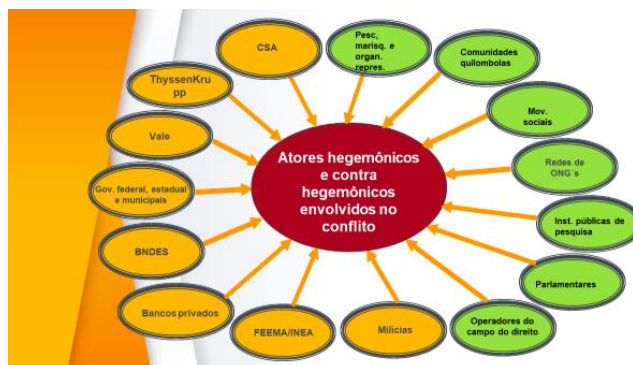 CSA
Pesc,
marisq. e
organ.
repres.
Comunidades
quilombolas
ThyssenKru
pp
Mov.
sociais
Vale
Atores hegemônicos
e contra
hegemônicos
envolvidos no
conflito
Redes de
ONG´s
Gov. federal, estadual
e municipais
Inst. públicas de
pesquisa
BNDES
Parlamentares
Bancos privados
FEEMA/INEA
Milícias
Operadores do
campo do direito